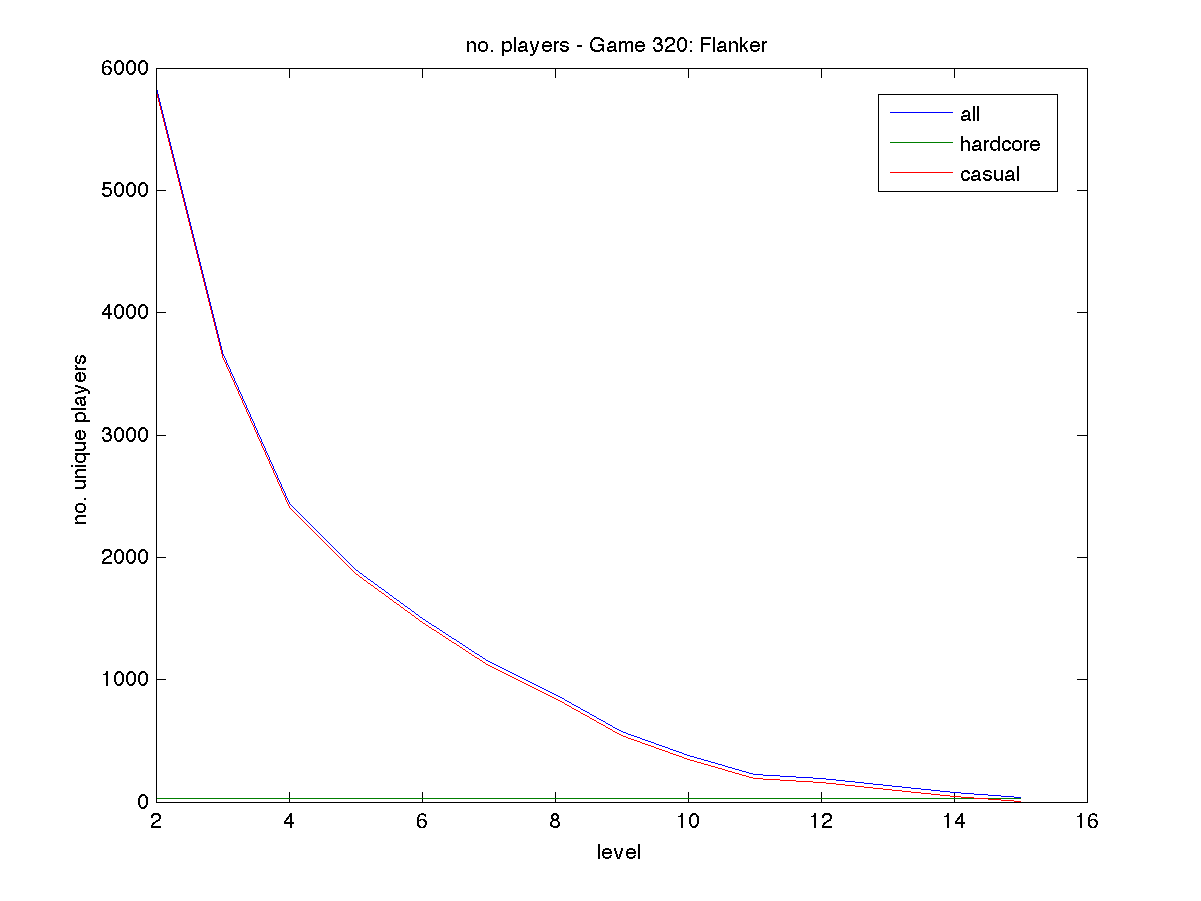 no. players - Game 320: Flanker
6000
5000
4000
3000
2000
1000
0
no. unique players
all
hardcore
casual
2 4 6 8 10 12 14 16
level